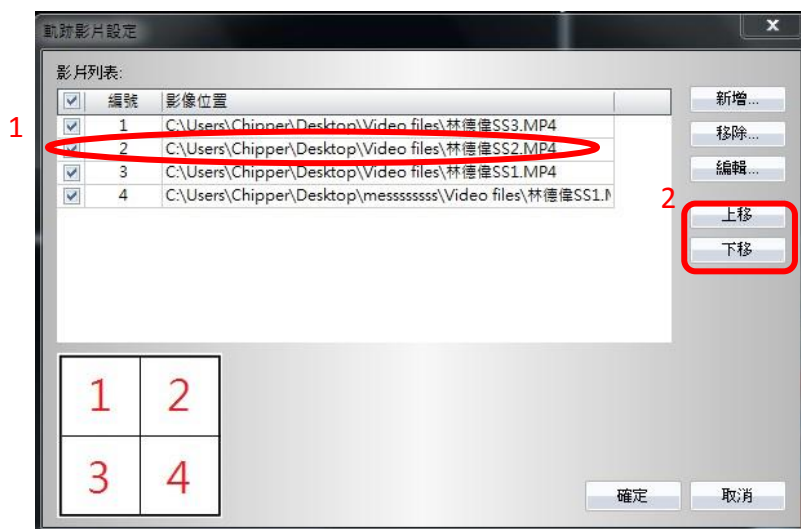 軌跡影片設定
x
影片列表:
編號 影像位置
新增...
1
1 C:\Users\Chipper\Desktop\Video files\林德偉SS3.MP4
移除...
2 C:\Users\Chipper\Desktop\Video files\林德偉SS2.MP4
3 C:\Users\Chipper\Desktop\Video files\林德偉SS1.MP4
編輯...
4 C:\Users\Chipper\Desktop\messssssss\Video files\林德偉SS1.M
2
上移
下移
1 2
3 4
確定 取消